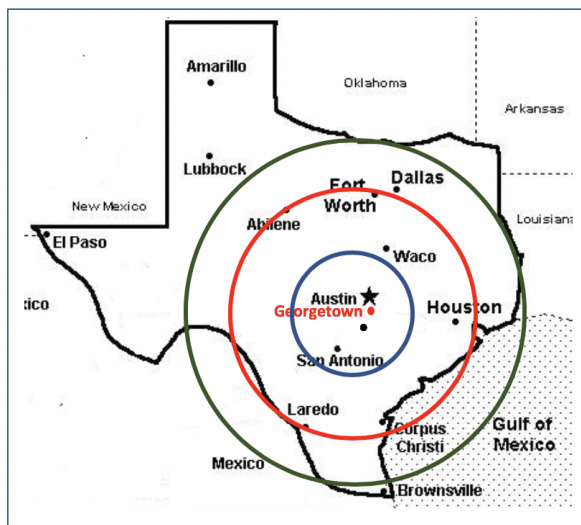 Amarillo
Oklahoma
Arkansas
Lubbock
Dallas
Fort
Worth
New Mexico
Abilene
Louisiana
El Paso
Waco
xico
Austin
Houston
Georgetown
San Antonio
Laredo
Corpus
Christi
Gulf of
Mexico
Mexico
Brownsville